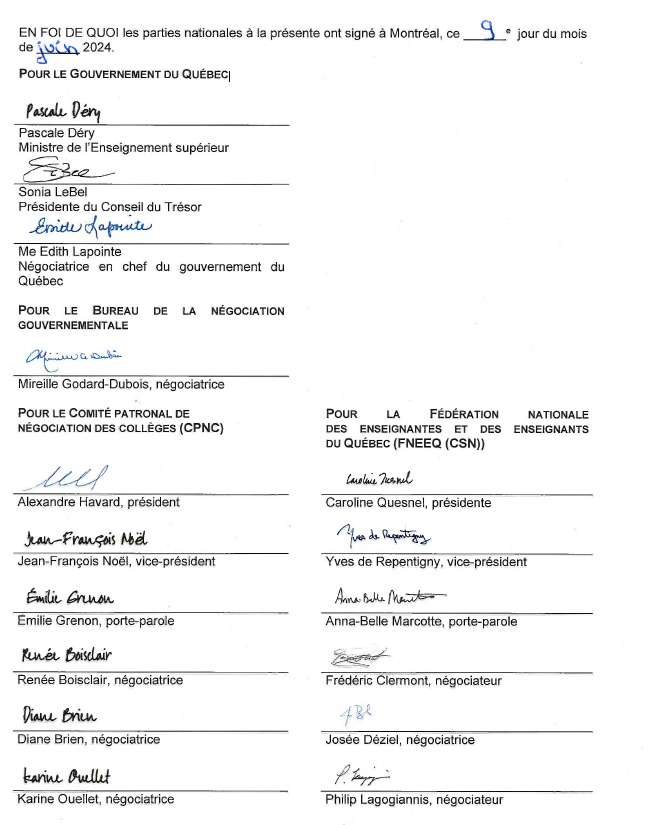 EN FOI DE QUOI les parties nationales à la présente ont signé à Montréal, ce 9 e jour du mois
de juin 2024.
POUR LE GOUVERNEMENT DU QUÉBEC
Pascale Déry
Pascale Déry
Ministre de l'Enseignement supérieur
Sonia LeBel
Présidente du Conseil du Trésor
Lapointe
Me Edith Lapointe
Négociatrice en chef du gouvernement du
Québec
POUR LE BUREAU DE LA NÉGOCIATION
GOUVERNEMENTALE
Mireille Godard-Dubois, négociatrice
POUR LE COMITÉ PATRONAL DE
NÉGOCIATION DES COLLÈGES (CPNC)
Alexandre Havard, président
Jean-François Noël
Jean-François Noël, vice-président
Émilie Grenon
Émilie Grenon, porte-parole
Renée Boisclair
Renée Boisclair, négociatrice
Diane Brien
Diane Brien, négociatrice
Karine Ouellet
Karine Ouellet, négociatrice
POUR LA FÉDÉRATION NATIONALE
DES ENSEIGNANTES ET DES ENSEIGNANTS
DU QUÉBEC (FNEEQ (CSN))
Caroline Quesnel
Caroline Quesnel, présidente
Yves de Repentigny
Yves de Repentigny, vice-président
Anna-Belle Marcotte
Anna-Belle Marcotte, porte-parole
Frédéric Clermont, négociateur
Josée Déziel, négociatrice
Philip Lagogiannis, négociateur